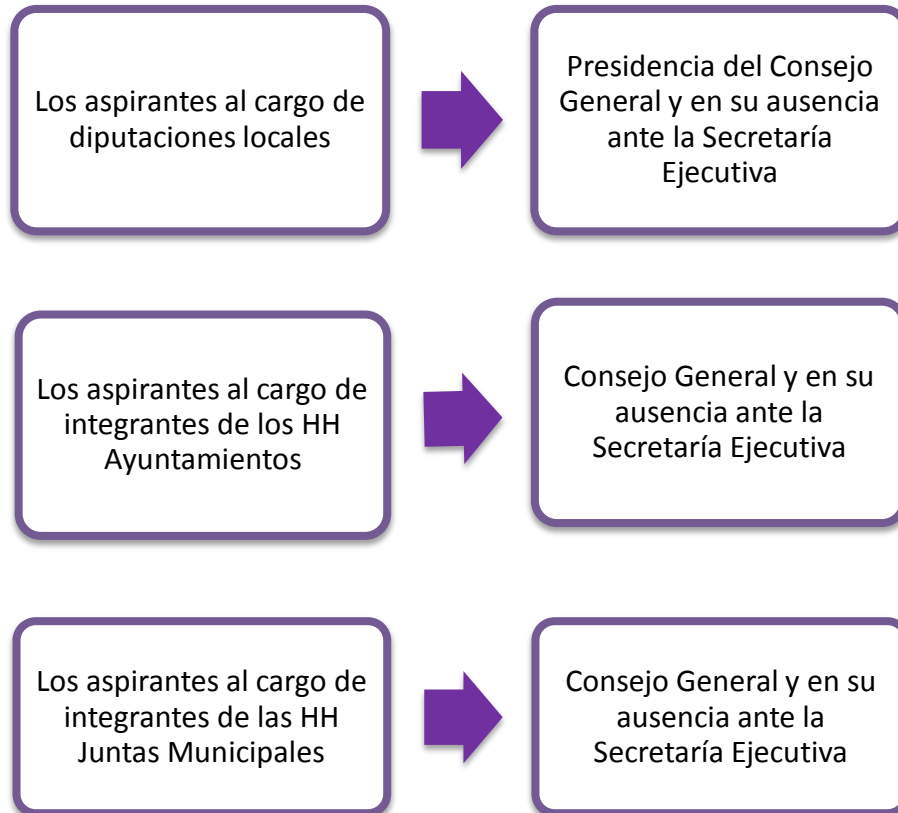 Los aspirantes al cargo de
diputaciones locales
Presidencia del Consejo
General y en su ausencia
ante la Secretaría
Ejecutiva
Los aspirantes al cargo de
integrantes de los HH
Ayuntamientos
Consejo General y en su
ausencia ante la
Secretaría Ejecutiva
Los aspirantes al cargo de
integrantes de las HH
Juntas Municipales
Consejo General y en su
ausencia ante la
Secretaría Ejecutiva